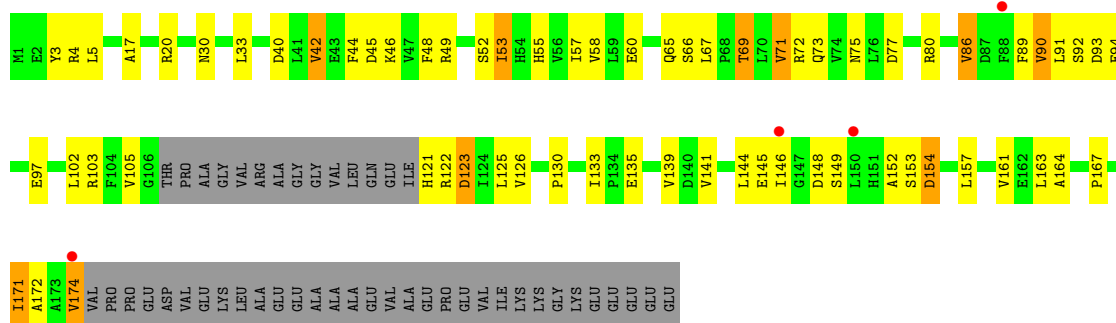 M1 E2 Y3 R4 L5 A17 R20 N30 L33 D40 L41 V42 E43 F44 D45 K46 V47 F48 R49 S52 I53 H54 H55 V56 I57 V58 L59 E60 Q65 S66 L67 P68 T69 L70 V71 R72 Q73 V74 N75 L76 D77 R80 V86 D87 F88 F89 V90 L91 S92 D93
E97 L102 R103 F104 V105 G106 THR PRO ALA GLY VAL ARG ALA GLY GLY VAL LEU GLN GLU ILE H121 R122 D123 I124 L125 V126 P130 I133 P134 E135 V139 D140 V141 L144 E145 I146 G147 D148 S149 L150 H151 A152 S153 D154 L157 V161 E162 L163 A164 P167
I171 A172 A173 V174 VAL PRO PRO GLU ASP VAL GLU LYS LEU ALA GLU GLU ALA ALA ALA ALA GLU VAL ALA GLU PRO GLU VAL ILE LYS LYS GLY LYS GLU GLU GLU GLU GLU